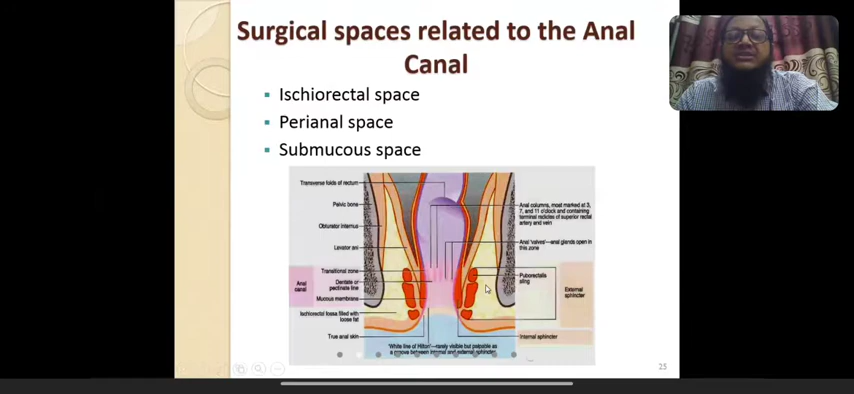 Surgical spaces related to the Anal
Canal
Ischiorectal space
Perianal space
Submucous space
Transverse folds of rectum
Pelvic bone
Obturator internus
Levator ani
Transitional zone
Dentate or
pectinate line
Mucous membrane
Ischiorectal fossa filled with
loose fat
True anal skin
Anal
canal
Anal columns, most marked at 3,
7, and 11 o'clock and containing
terminal radicles of superior rectal
artery and vein
Anal 'valves'—anal glands open in
this zone
Puborectalis
sling
External
sphincter
Internal sphincter
'White line of Hilton'—rarely visible but palpable as
a groove between internal and external sphincter
25